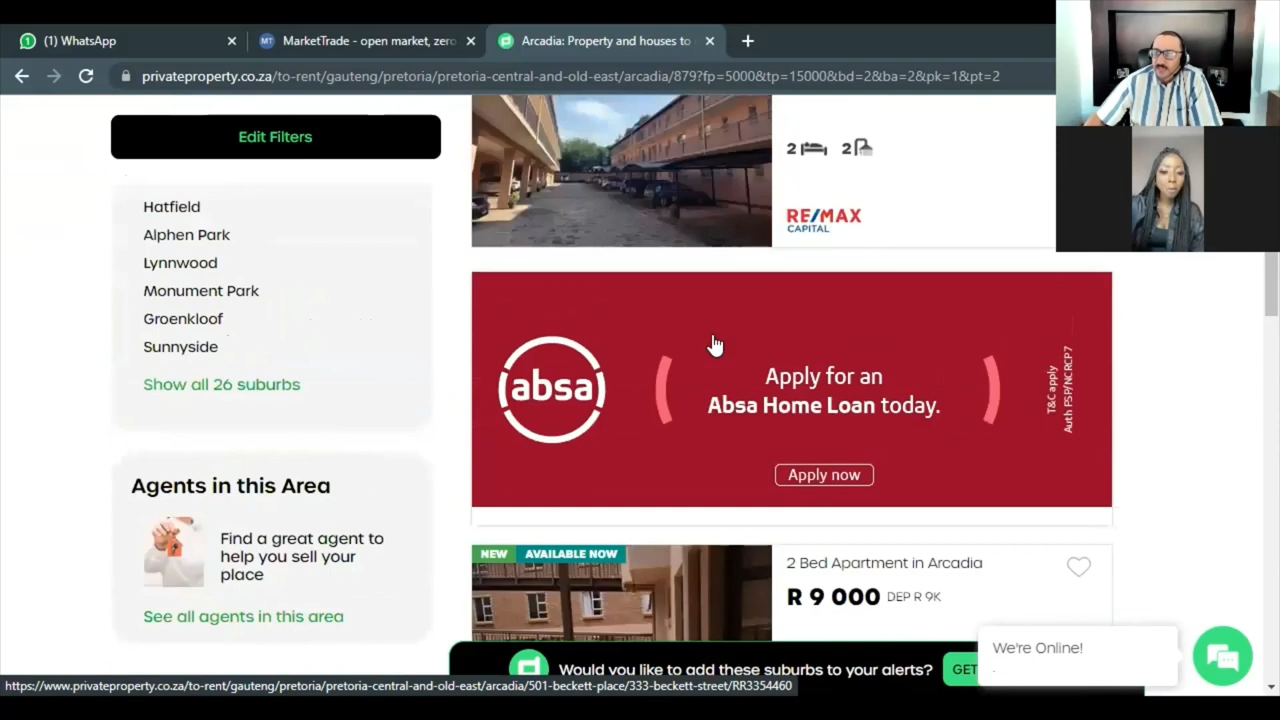 (1) WhatsApp
MT
MarketTrade - open market, zero
Arcadia: Property and houses to
privateproperty.co.za/to-rent/gauteng/pretoria/pretoria-central-and-old-east/arcadia/879?fp=5000&tp=15000&bd=2&ba=2&pk=1&pt=2
Edit Filters
Hatfield
Alphen Park
Lynnwood
Monument Park
Groenkloof
Sunnyside
Show all 26 suburbs
Agents in this Area
Find a great agent to
help you sell your
place
See all agents in this area
2 2
RE/MAX
CAPITAL
absa
Apply for an
Absa Home Loan today.
Apply now
T&C apply
Auth FSP/NCRCP7
NEW AVAILABLE NOW
2 Bed Apartment in Arcadia
R 9 000 DEP R 9K
Would you like to add these suburbs to your alerts? GET
We're Online!
https://www.privateproperty.co.za/to-rent/gauteng/pretoria/pretoria-central-and-old-east/arcadia/501-beckett-place/333-beckett-street/RR3354460